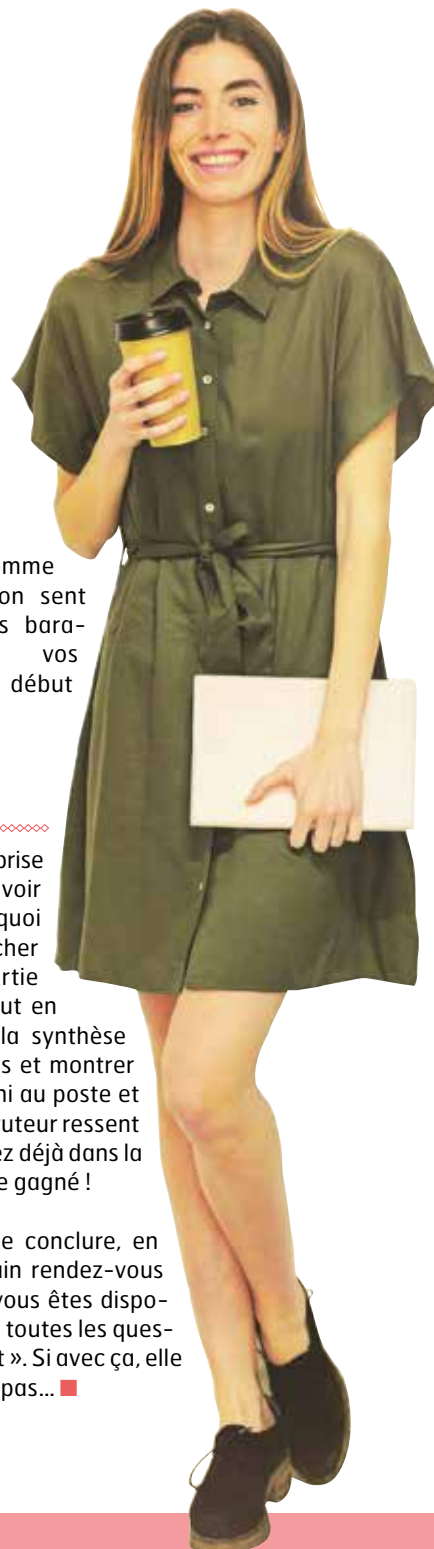 omme
on sent
s bara-
vos
début
prise
voir
quoi
cher
rtie
ut en
la synthèse
s et montrer
ni au poste et
uteur ressent
ez déjà dans la
e gagné !
e conclure, en
ain rendez-vous
vous êtes dispo-
toutes les ques-
t ». Si avec ça, elle
pas...